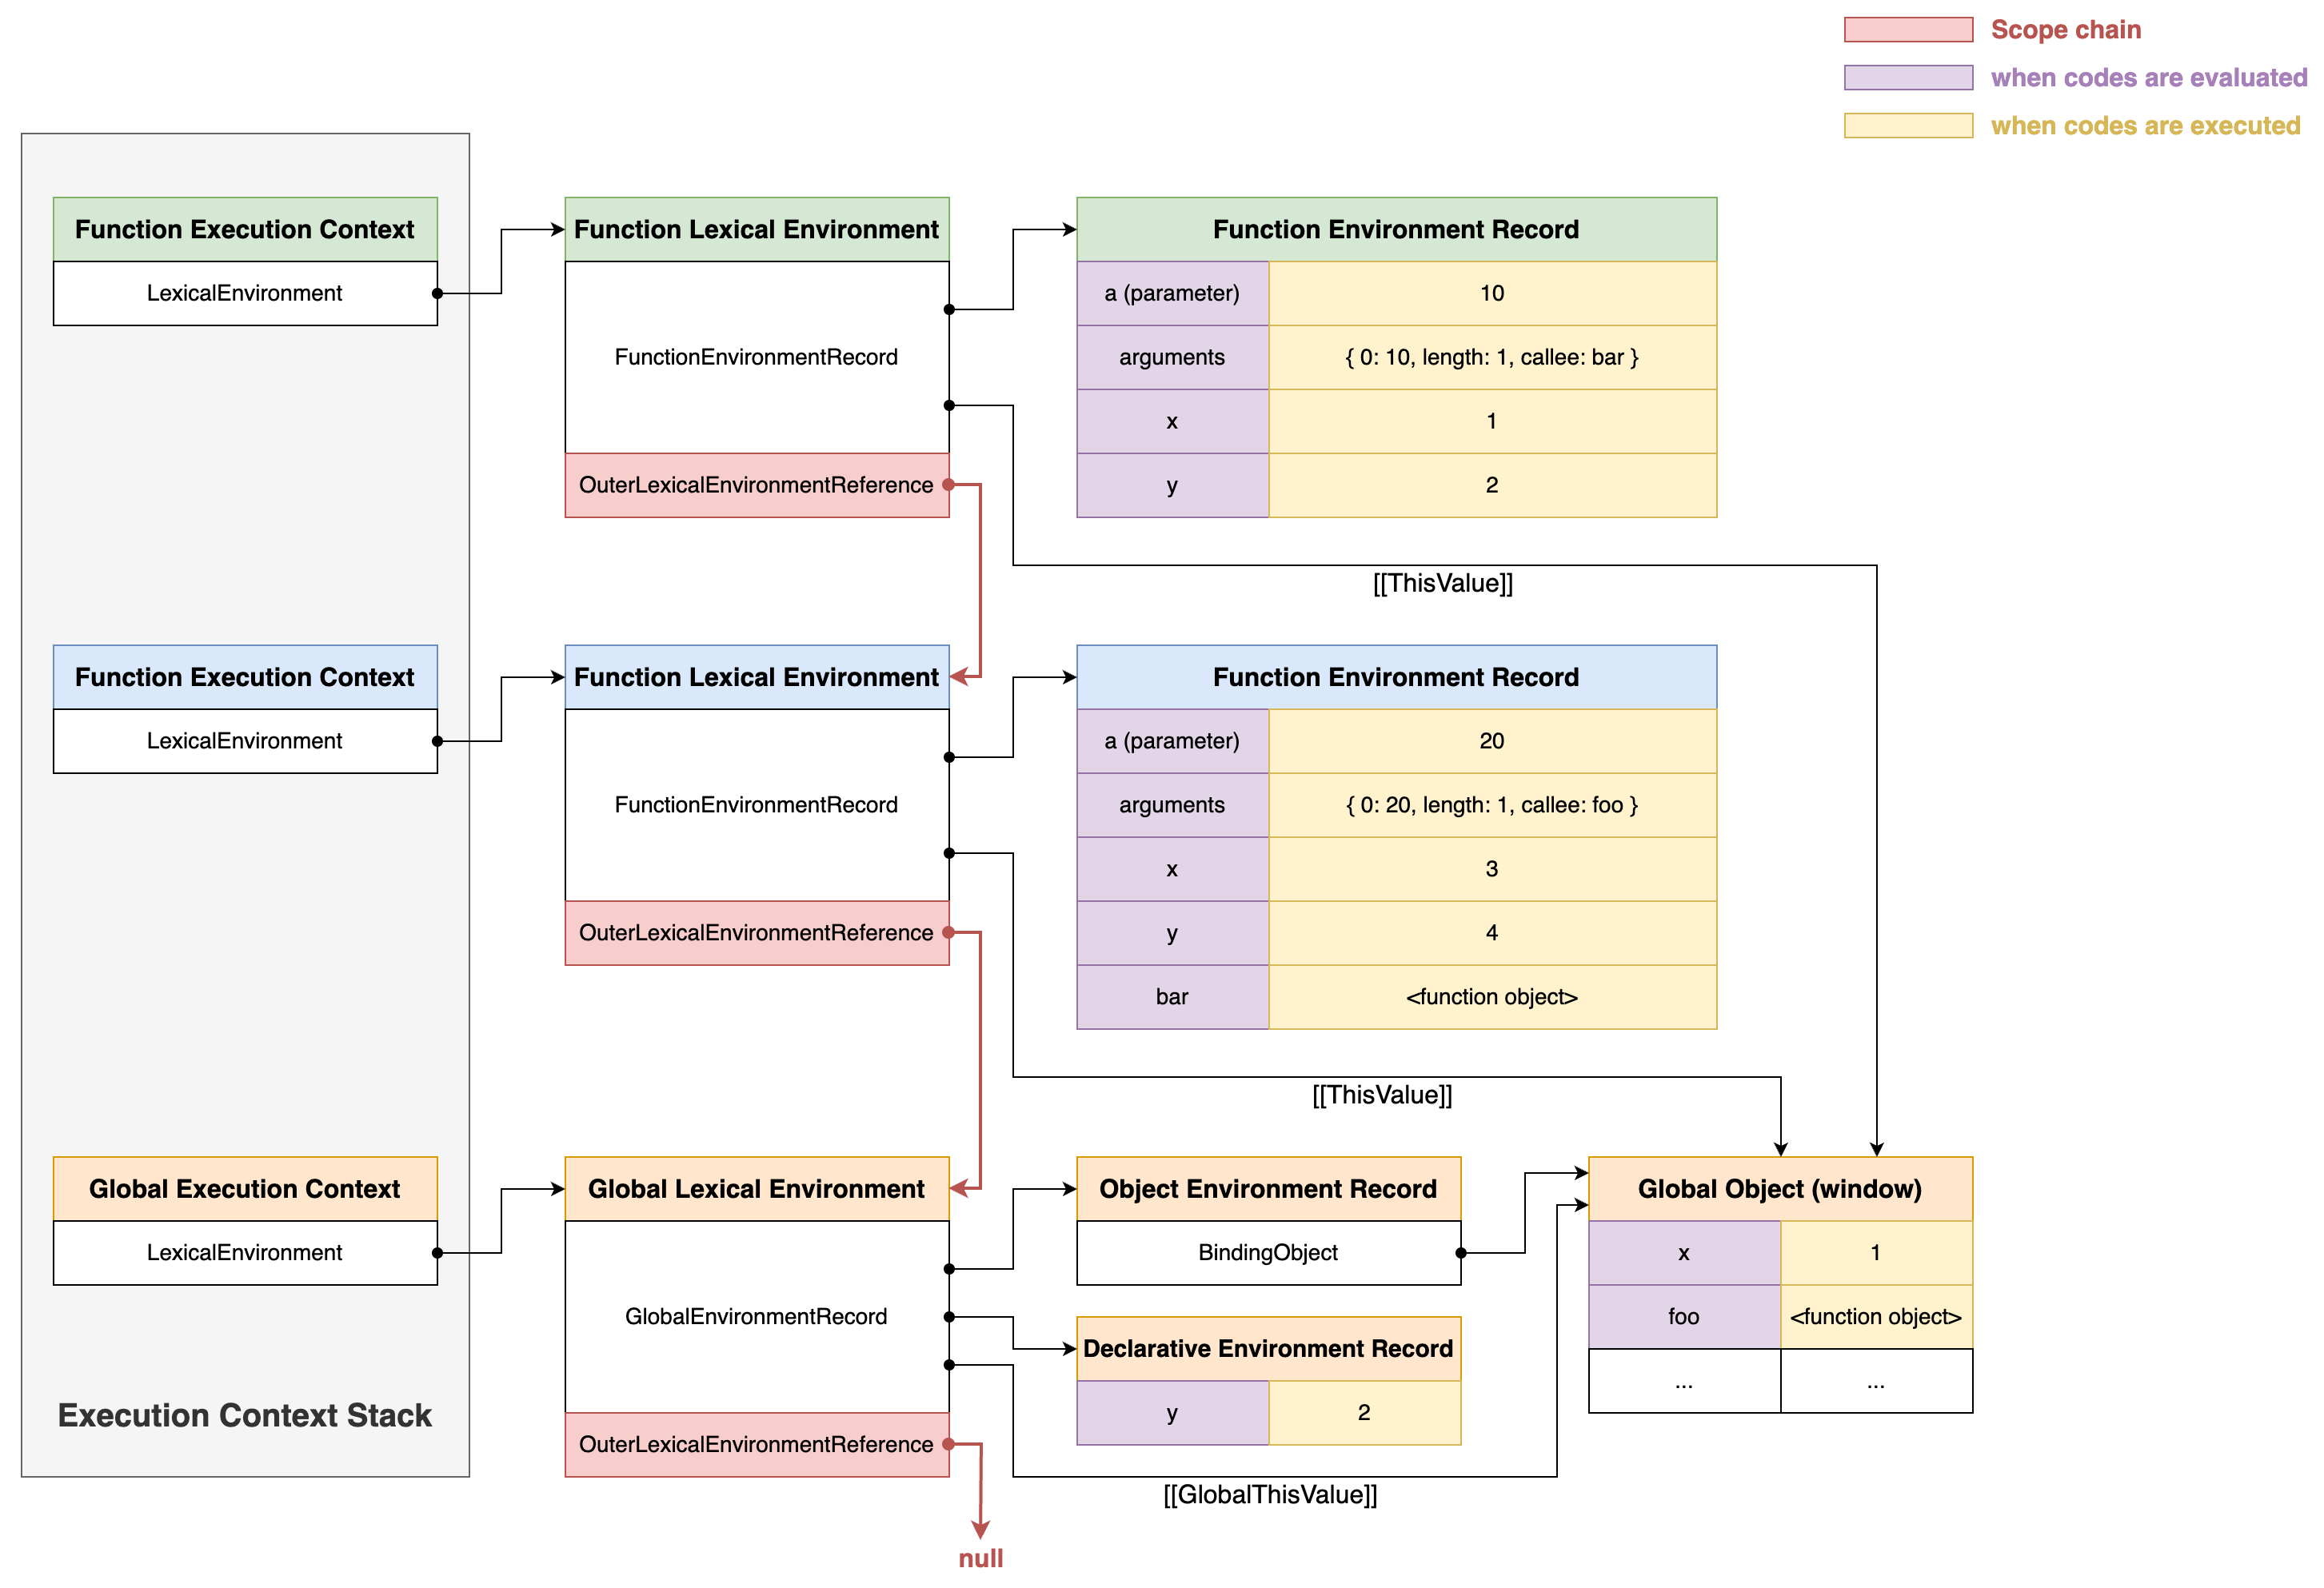 Scope chain
when codes are evaluated
when codes are executed
Function Execution Context
LexicalEnvironment
Function Lexical Environment
FunctionEnvironmentRecord
OuterLexicalEnvironmentReference
Function Environment Record
a (parameter)
10
arguments
{ 0: 10, length: 1, callee: bar }
x
1
y
2
[[ThisValue]]
Function Execution Context
LexicalEnvironment
Function Lexical Environment
FunctionEnvironmentRecord
OuterLexicalEnvironmentReference
Function Environment Record
a (parameter)
20
arguments
{ 0: 20, length: 1, callee: foo }
x
3
y
4
bar
<function object>
[[ThisValue]]
Global Execution Context
LexicalEnvironment
Execution Context Stack
Global Lexical Environment
GlobalEnvironmentRecord
OuterLexicalEnvironmentReference
null
Object Environment Record
BindingObject
Declarative Environment Record
y
2
[[GlobalThisValue]]
Global Object (window)
x
1
foo
<function object>
...
...